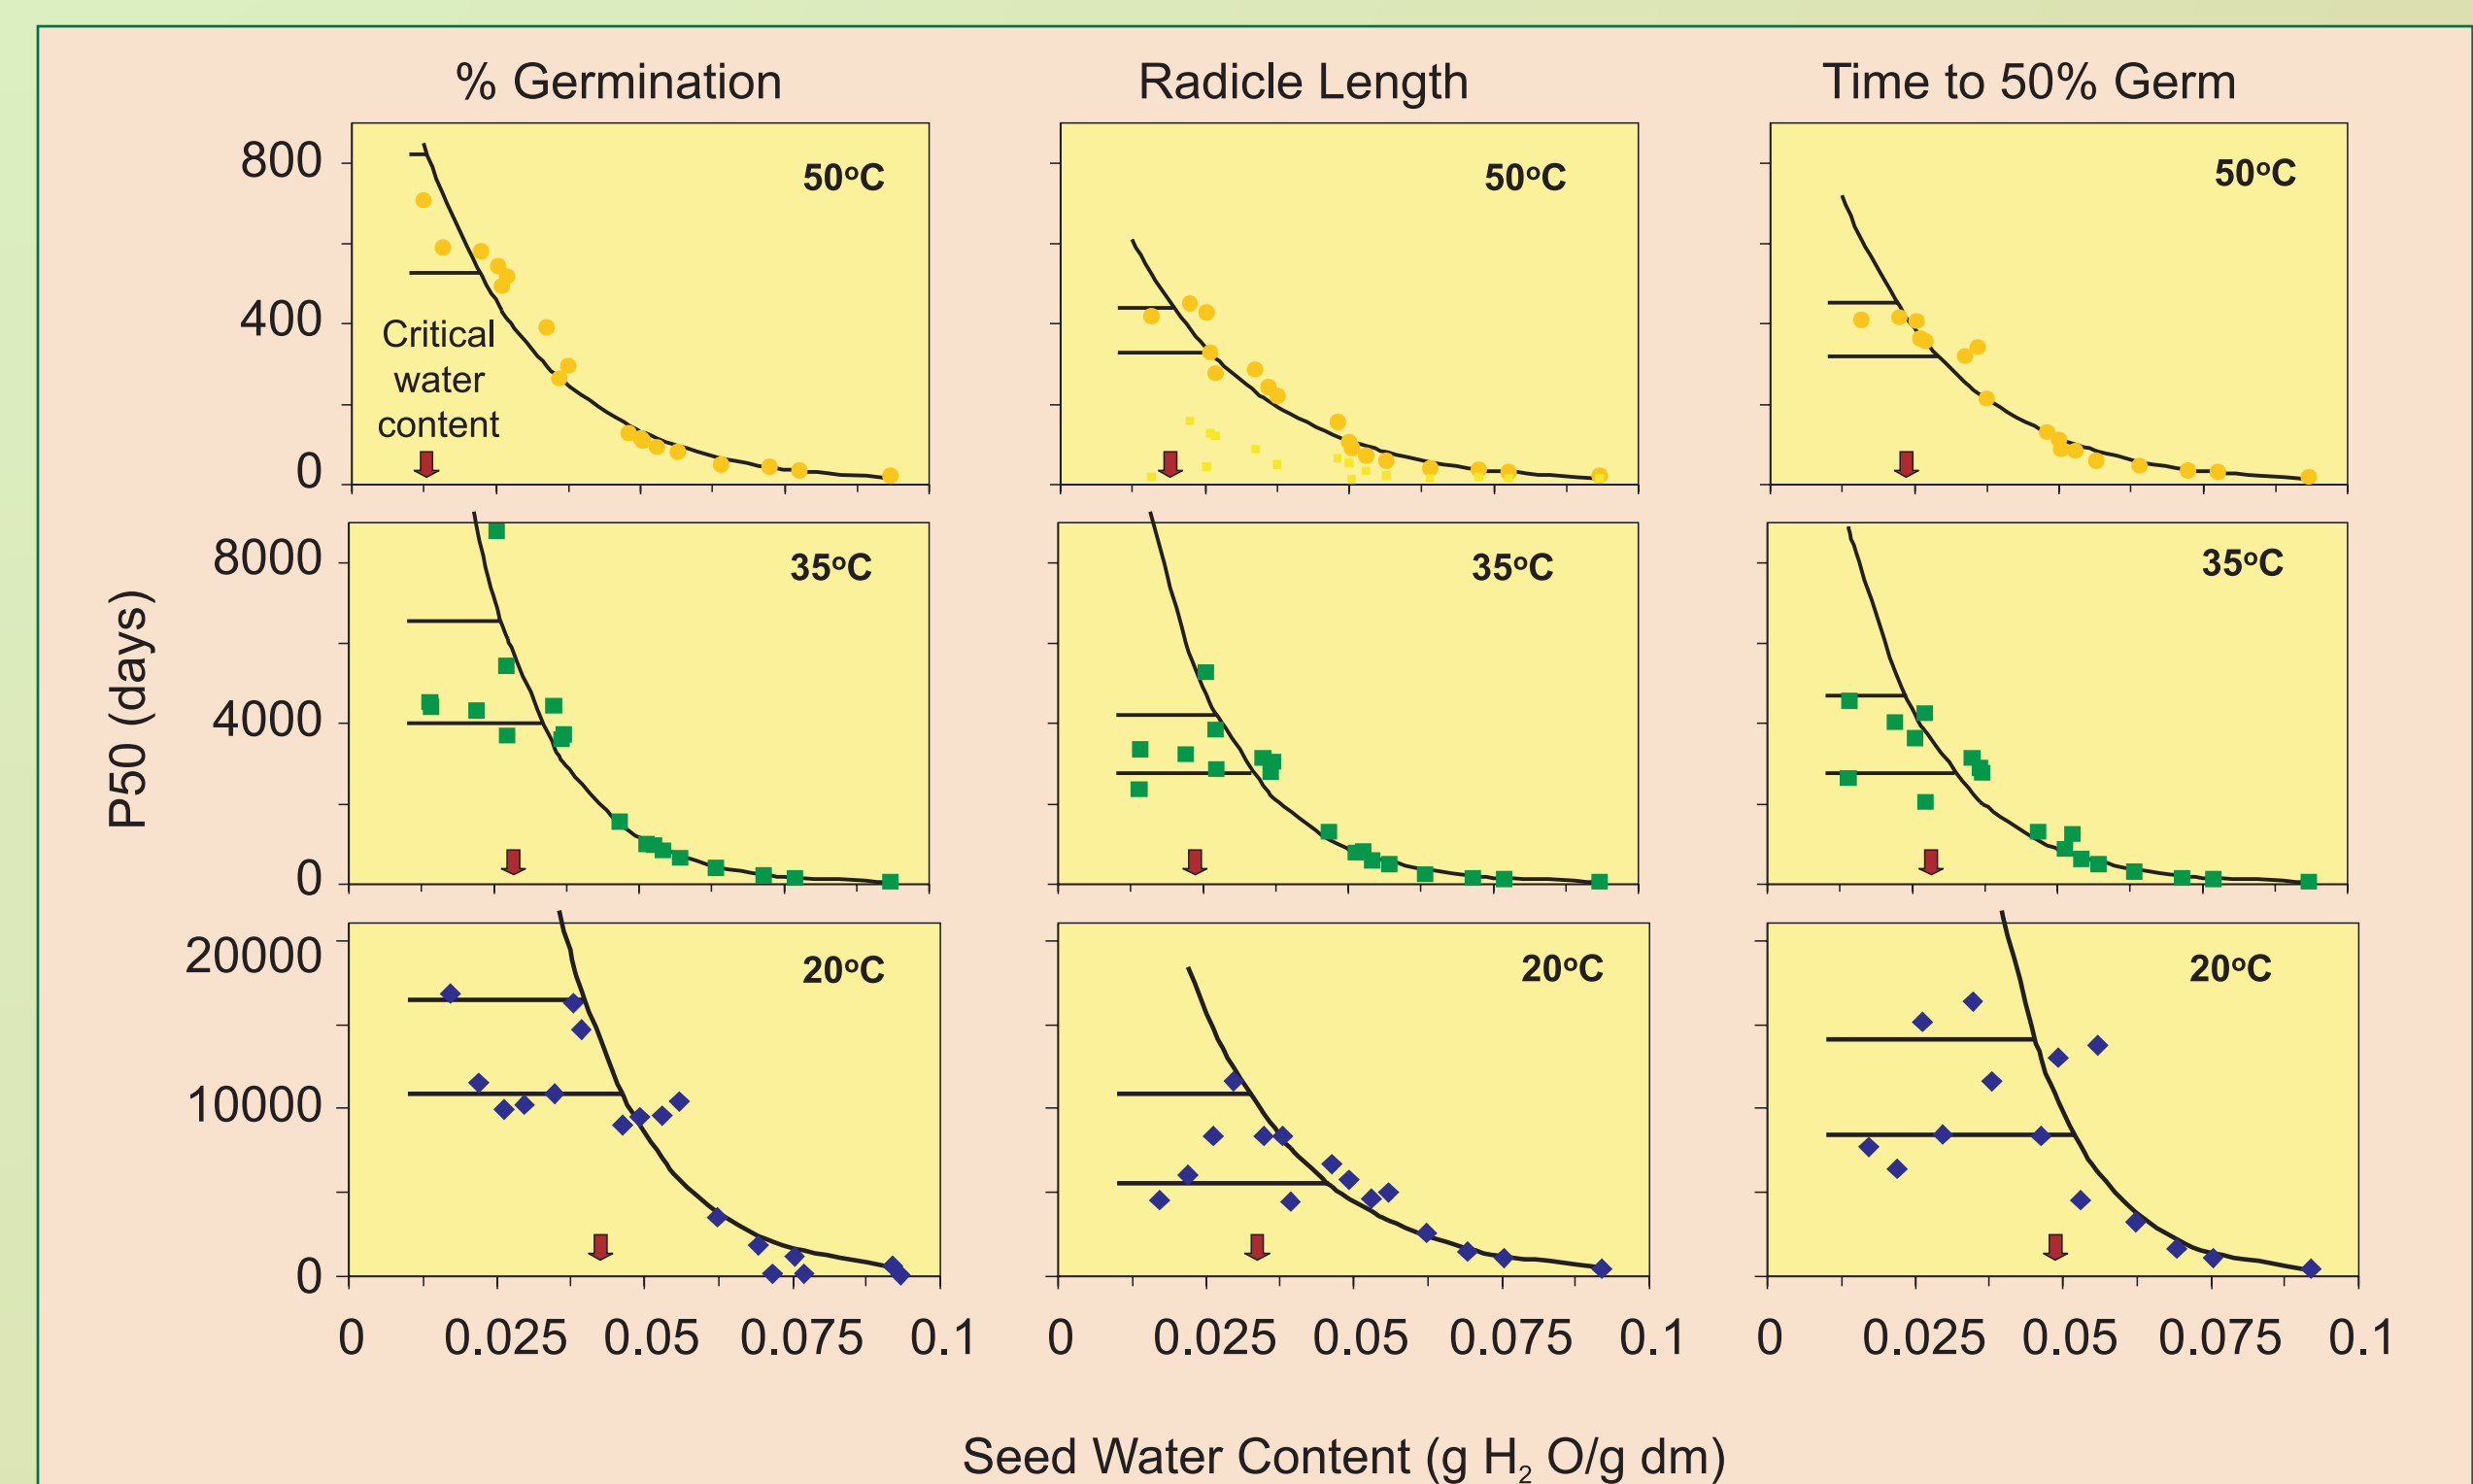 % Germination Radicle Length Time to 50% Germ
800 50ºC 50ºC 50ºC
400
Critical
water
content
0
8000 35ºC 35ºC 35ºC
4000
0
P50 (days)
20000 20ºC 20ºC 20ºC
10000
0
0 0.025 0.05 0.075 0.1 0 0.025 0.05 0.075 0.1 0 0.025 0.05 0.075 0.1
Seed Water Content (g H₂ O/g dm)